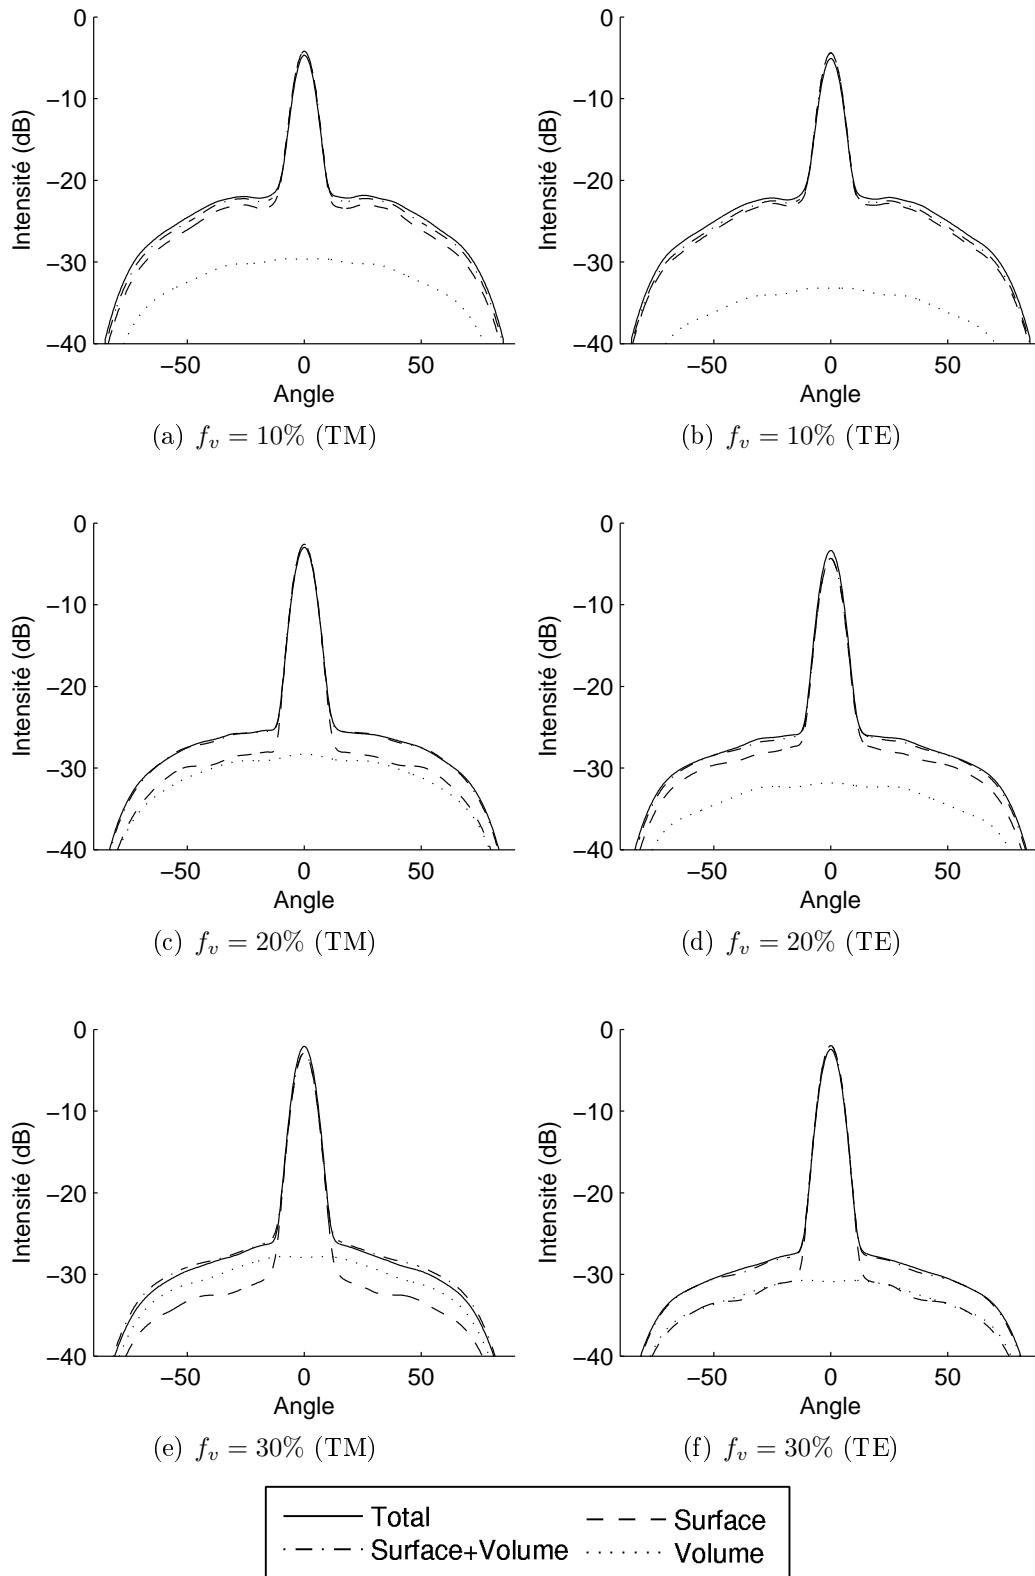 0
−10
−20
−30
−40
Intensité (dB)
−50 0 50
Angle
(a) f_v = 10% (TM)
0
−10
−20
−30
−40
Intensité (dB)
−50 0 50
Angle
(b) f_v = 10% (TE)
0
−10
−20
−30
−40
Intensité (dB)
−50 0 50
Angle
(c) f_v = 20% (TM)
0
−10
−20
−30
−40
Intensité (dB)
−50 0 50
Angle
(d) f_v = 20% (TE)
0
−10
−20
−30
−40
Intensité (dB)
−50 0 50
Angle
(e) f_v = 30% (TM)
0
−10
−20
−30
−40
Intensité (dB)
−50 0 50
Angle
(f) f_v = 30% (TE)
Total
Surface
Surface+Volume
Volume